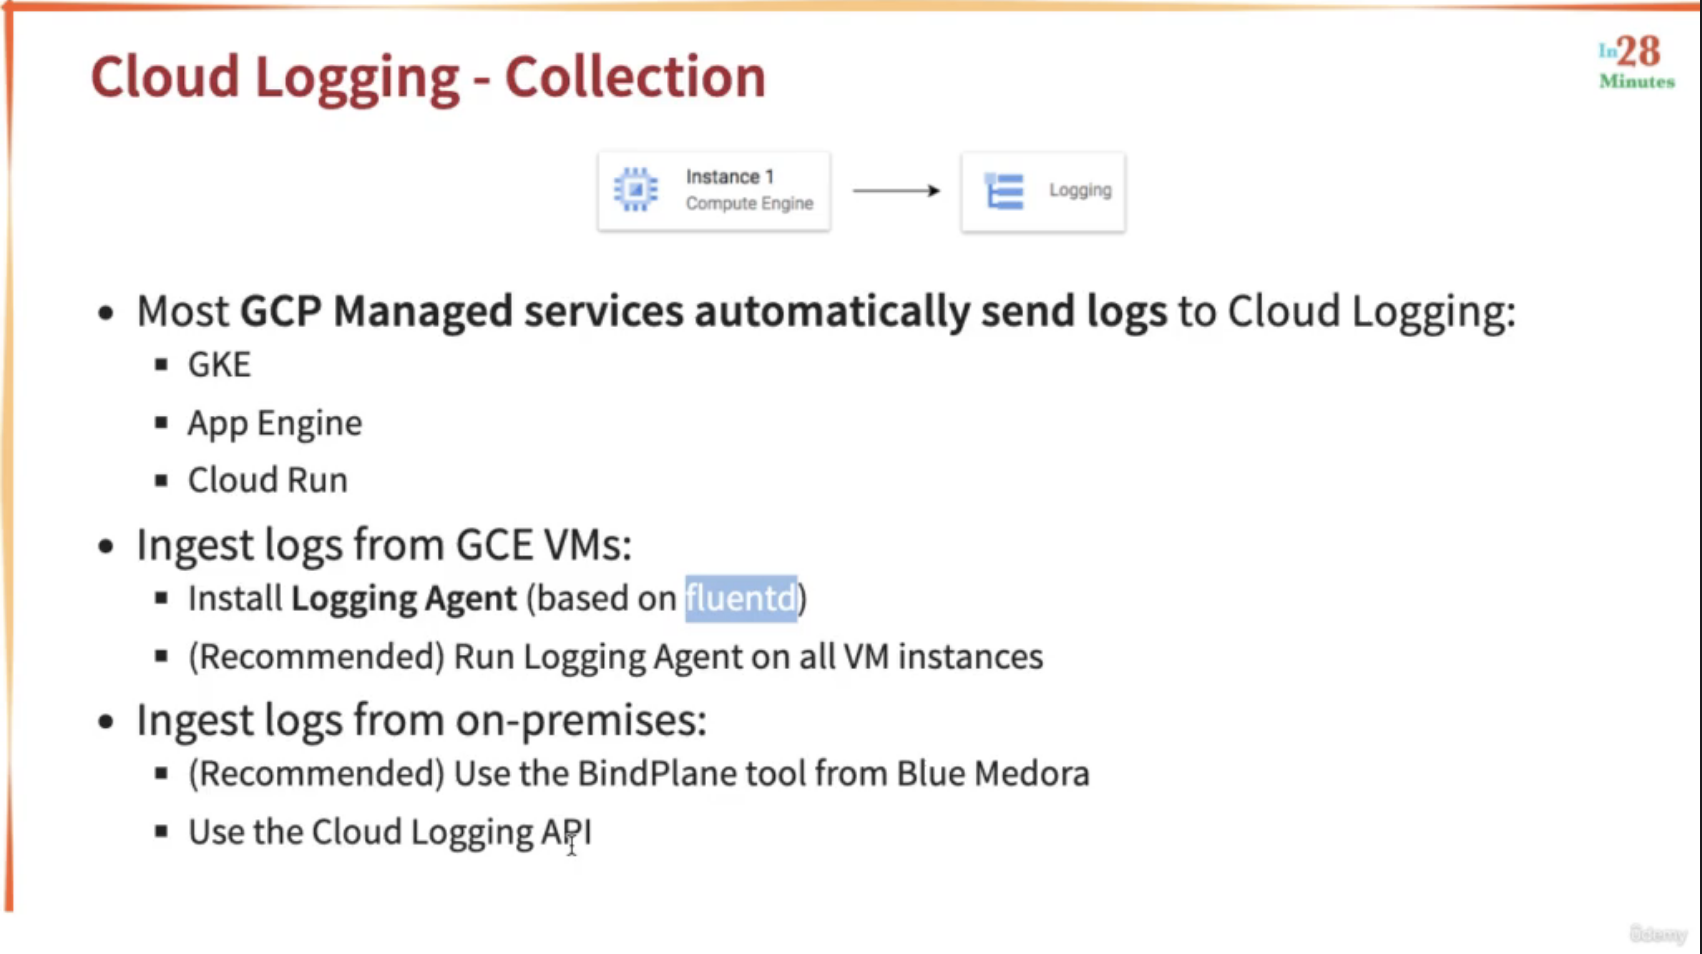 Cloud Logging - Collection
In28
Minutes
Instance 1
Compute Engine
Logging
• Most GCP Managed services automatically send logs to Cloud Logging:
▪ GKE
▪ App Engine
▪ Cloud Run
• Ingest logs from GCE VMs:
▪ Install Logging Agent (based on fluentd)
▪ (Recommended) Run Logging Agent on all VM instances
• Ingest logs from on-premises:
▪ (Recommended) Use the BindPlane tool from Blue Medora
▪ Use the Cloud Logging API
ûdemy